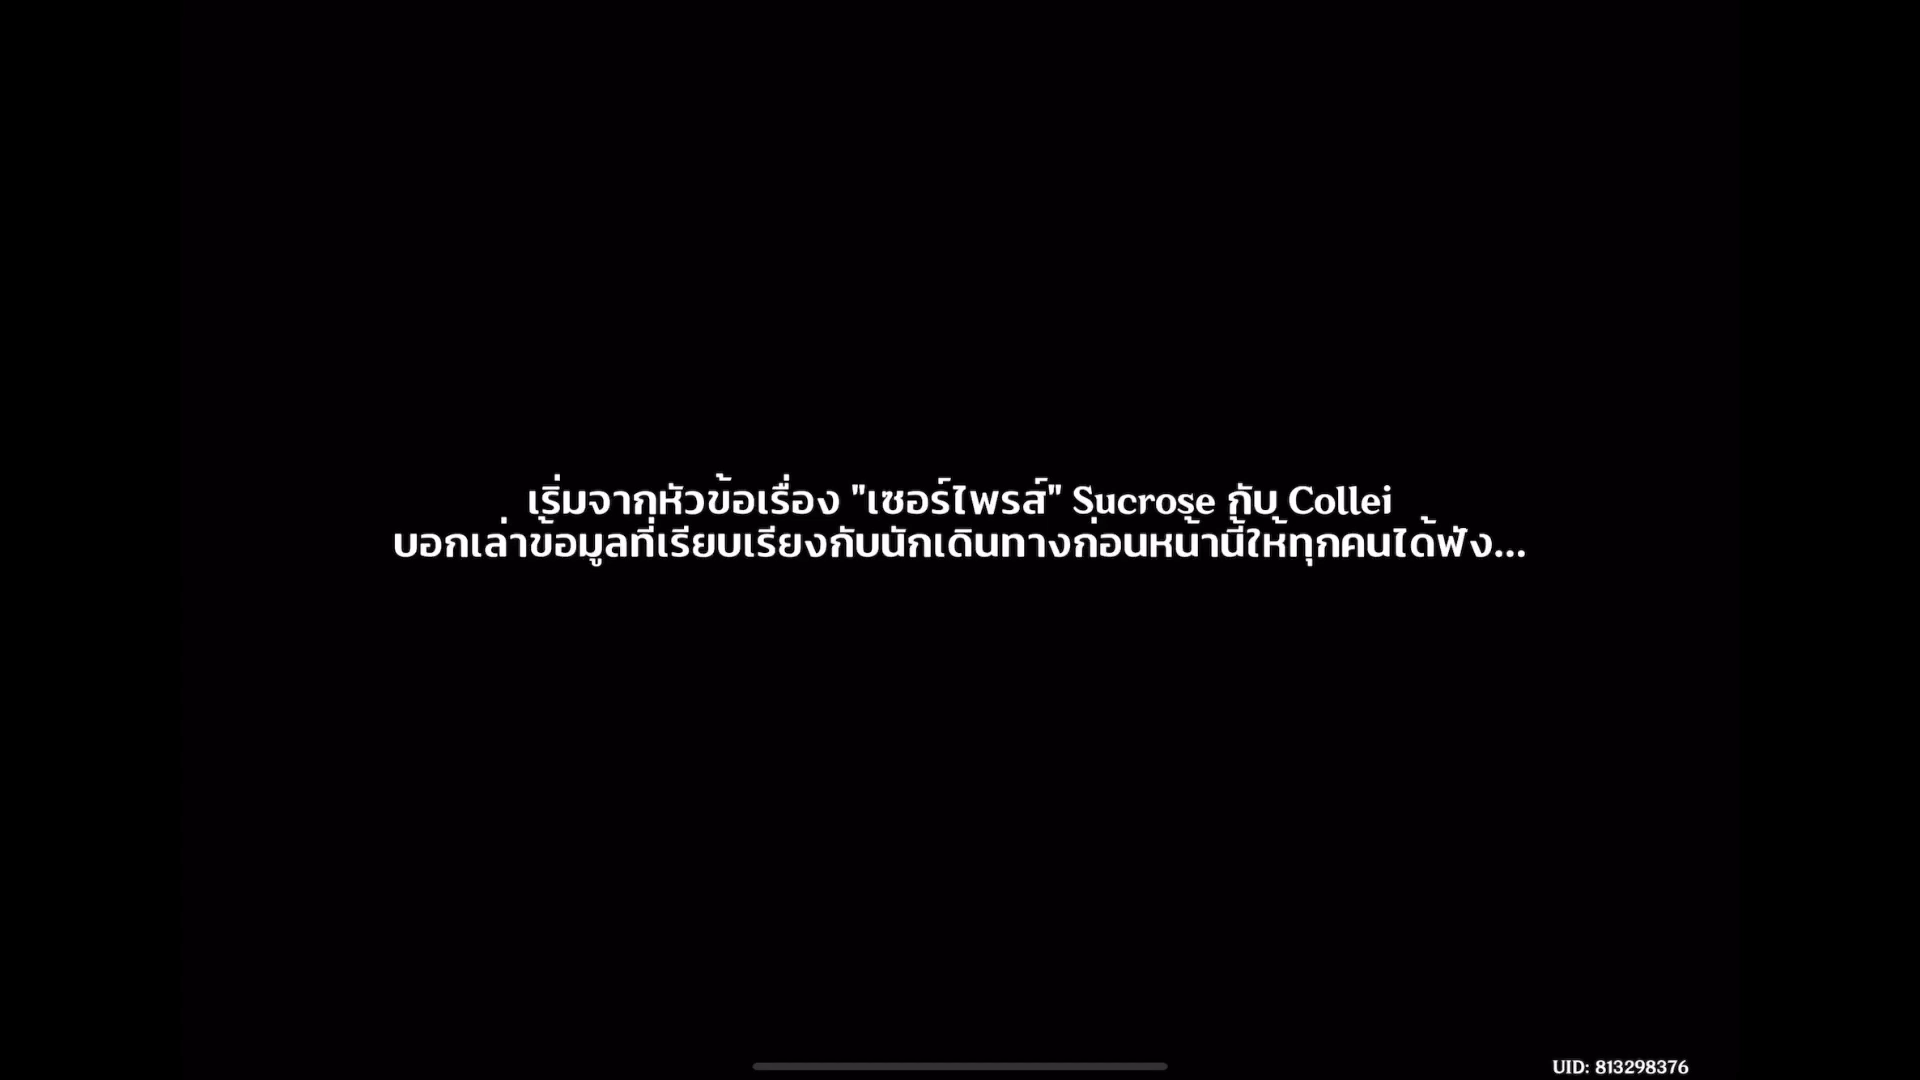 เริ่มจากหัวข้อเรื่อง "เซอร์ไพรส์" Sucrose กับ Collei
บอกเล่าข้อมูลที่เรียบเรียงกับนักเดินทางก่อนหน้านี้ให้ทุกคนได้ฟัง...
UID: 813298376